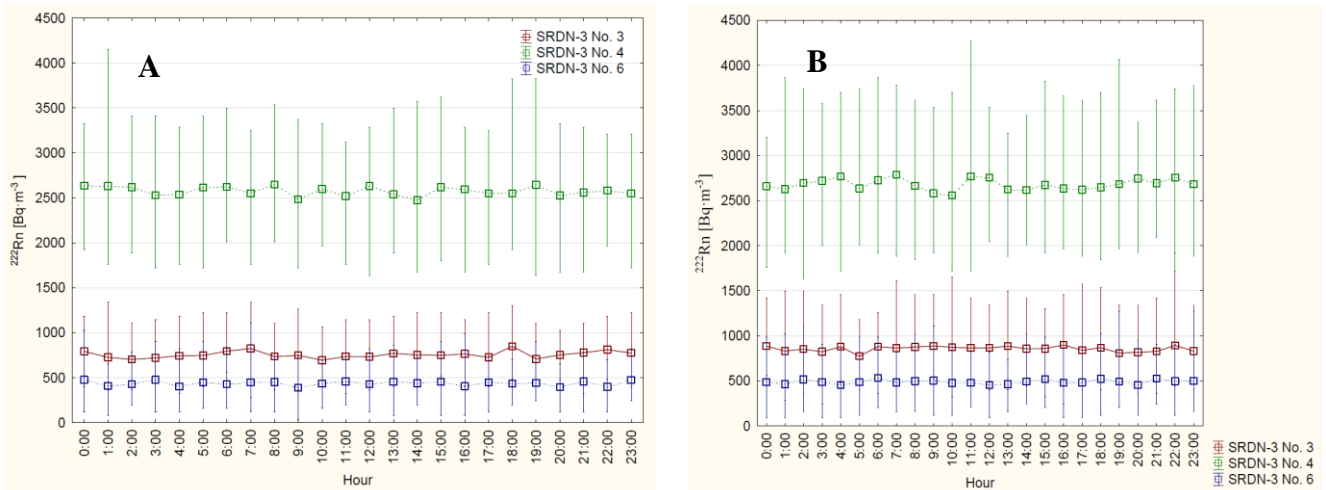 A
SRDN-3 No. 3
SRDN-3 No. 4
SRDN-3 No. 6
4500
4000
3500
3000
2500
2000
1500
1000
500
0
²²²Rn [Bq·m⁻³ ]
0:00 1:00 2:00 3:00 4:00 5:00 6:00 7:00 8:00 9:00 10:00 11:00 12:00 13:00 14:00 15:00 16:00 17:00 18:00 19:00 20:00 21:00 22:00 23:00
Hour
B
4500
4000
3500
3000
2500
2000
1500
1000
500
0
²²²Rn [Bq·m⁻³]
0:00 1:00 2:00 3:00 4:00 5:00 6:00 7:00 8:00 9:00 10:00 11:00 12:00 13:00 14:00 15:00 16:00 17:00 18:00 19:00 20:00 21:00 22:00 23:00
Hour
SRDN-3 No. 3
SRDN-3 No. 4
SRDN-3 No. 6